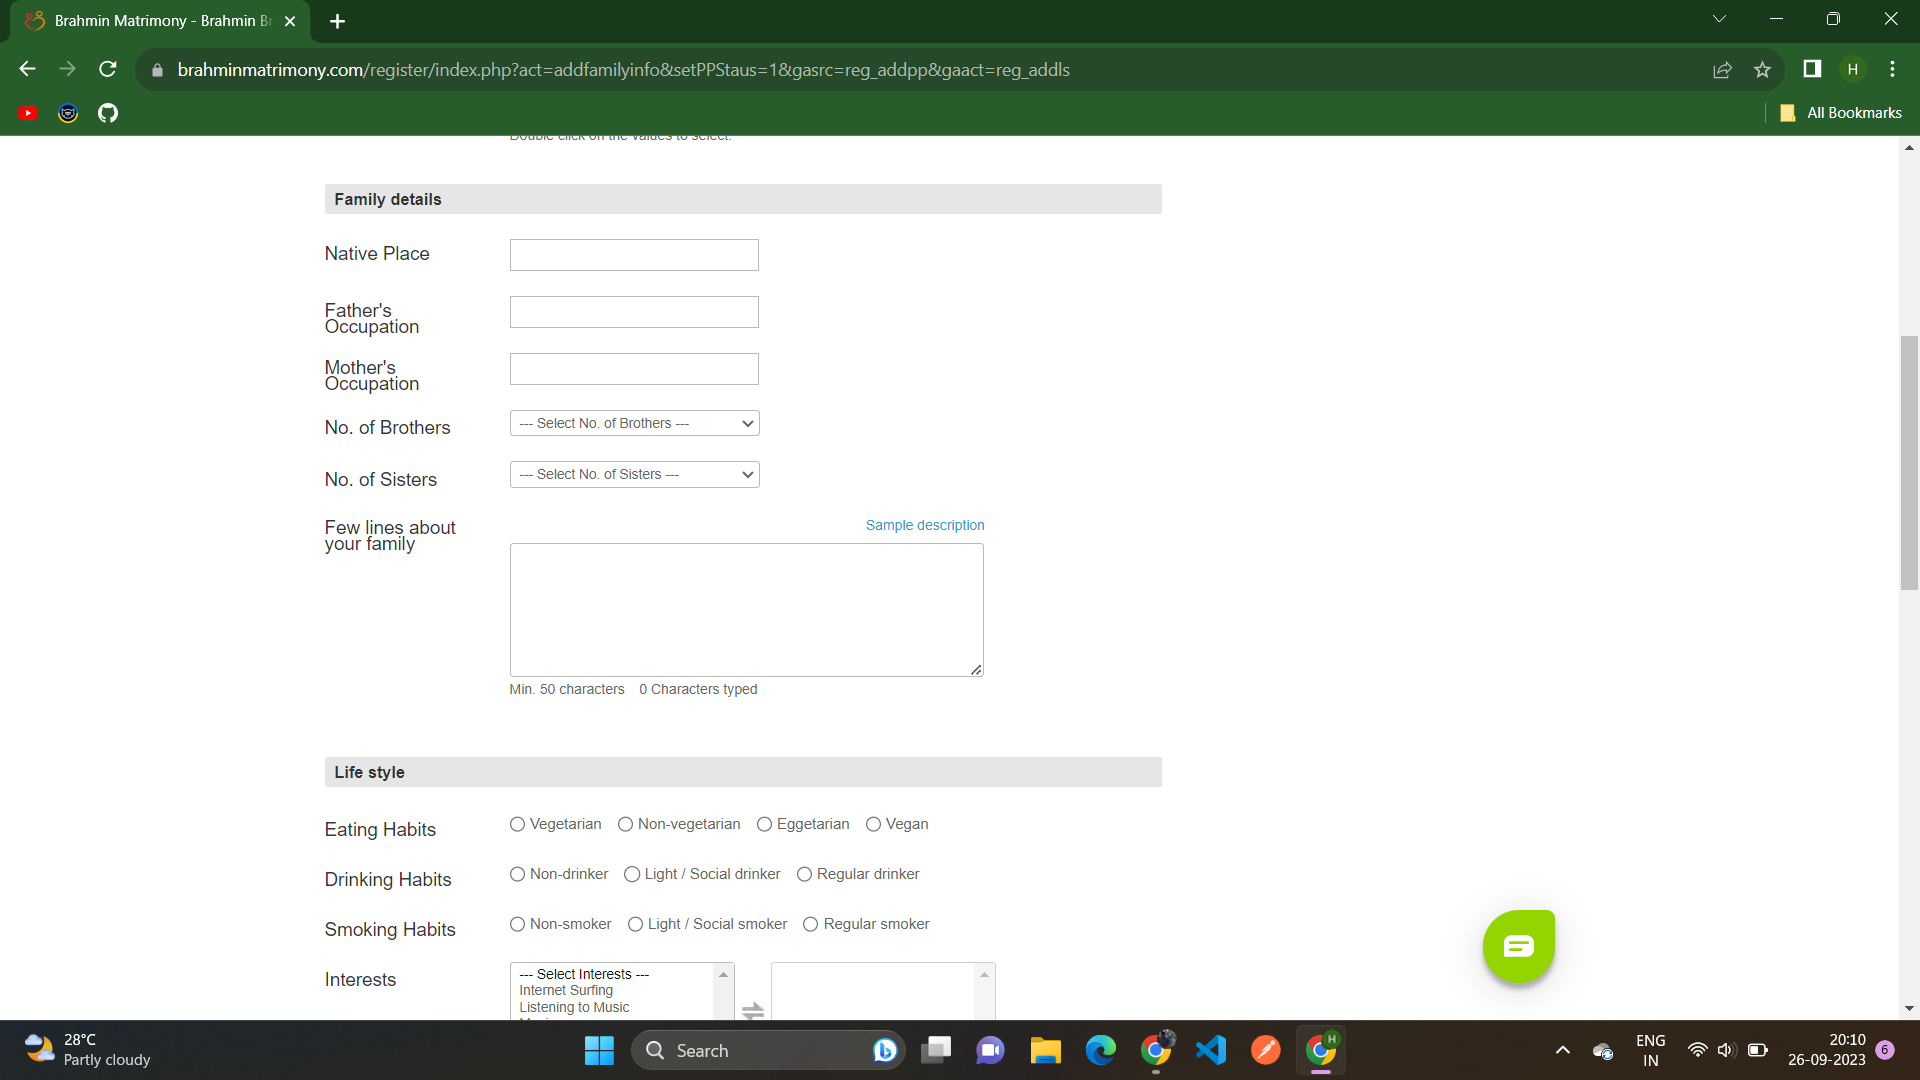 Brahmin Matrimony - Brahmin Br
brahminmatrimony.com/register/index.php?act=addfamilyinfo&setPPStaus=1&gasrc=reg_addpp&gaact=reg_addls
H
All Bookmarks
Double click on the values to select.
Family details
Native Place
Father's
Occupation
Mother's
Occupation
No. of Brothers
--- Select No. of Brothers ---
No. of Sisters
--- Select No. of Sisters ---
Few lines about
your family
Sample description
Min. 50 characters 0 Characters typed
Life style
Eating Habits
Vegetarian Non-vegetarian Eggetarian Vegan
Drinking Habits
Non-drinker Light / Social drinker Regular drinker
Smoking Habits
Non-smoker Light / Social smoker Regular smoker
Interests
--- Select Interests ---
Internet Surfing
Listening to Music
28°C
Partly cloudy
Search
H
ENG
IN
20:10
26-09-2023
6